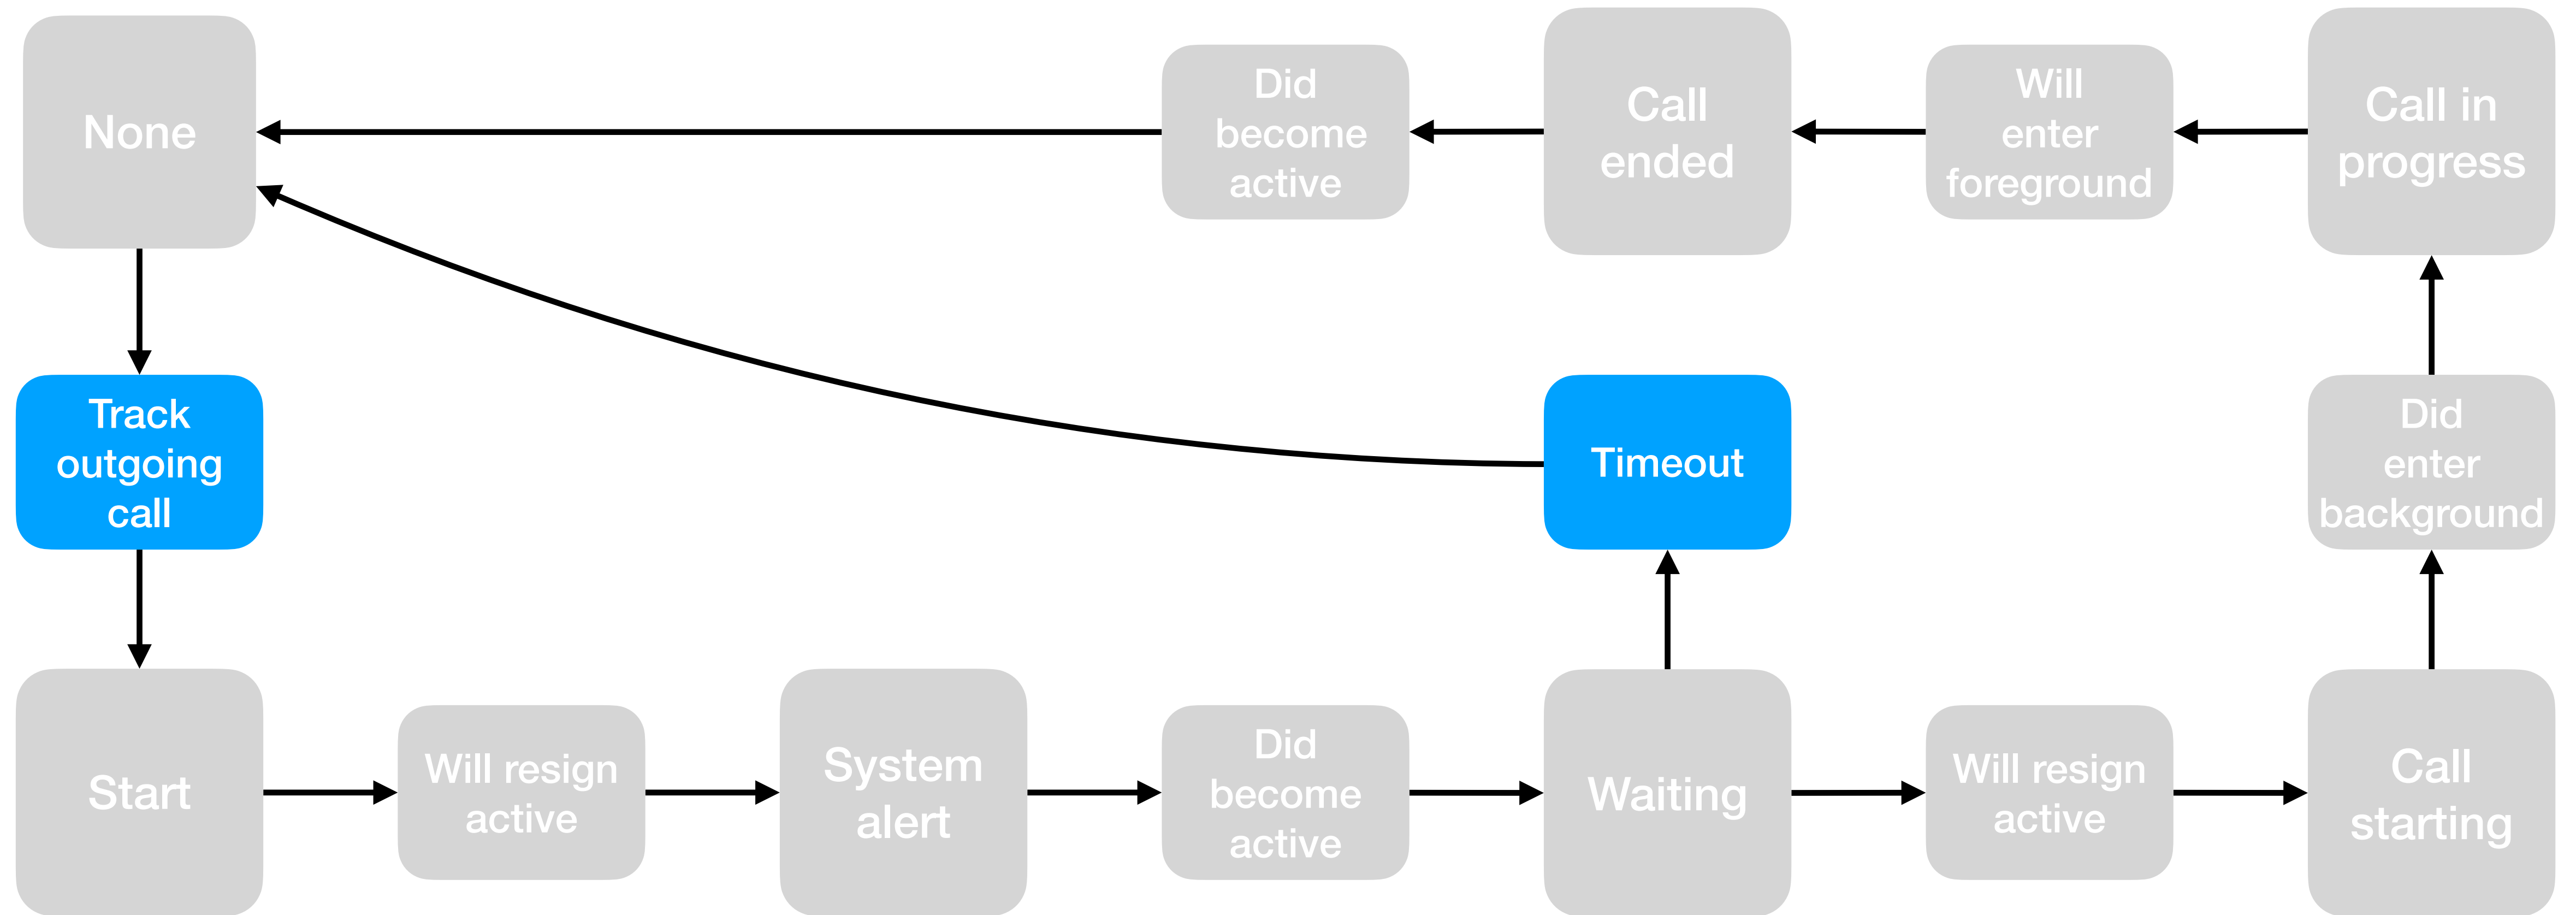 None
Did
become
active
Call
ended
Will
enter
foreground
Call in
progress
Track
outgoing
call
Timeout
Did
enter
background
Start
Will resign
active
System
alert
Did
become
active
Waiting
Will resign
active
Call
starting